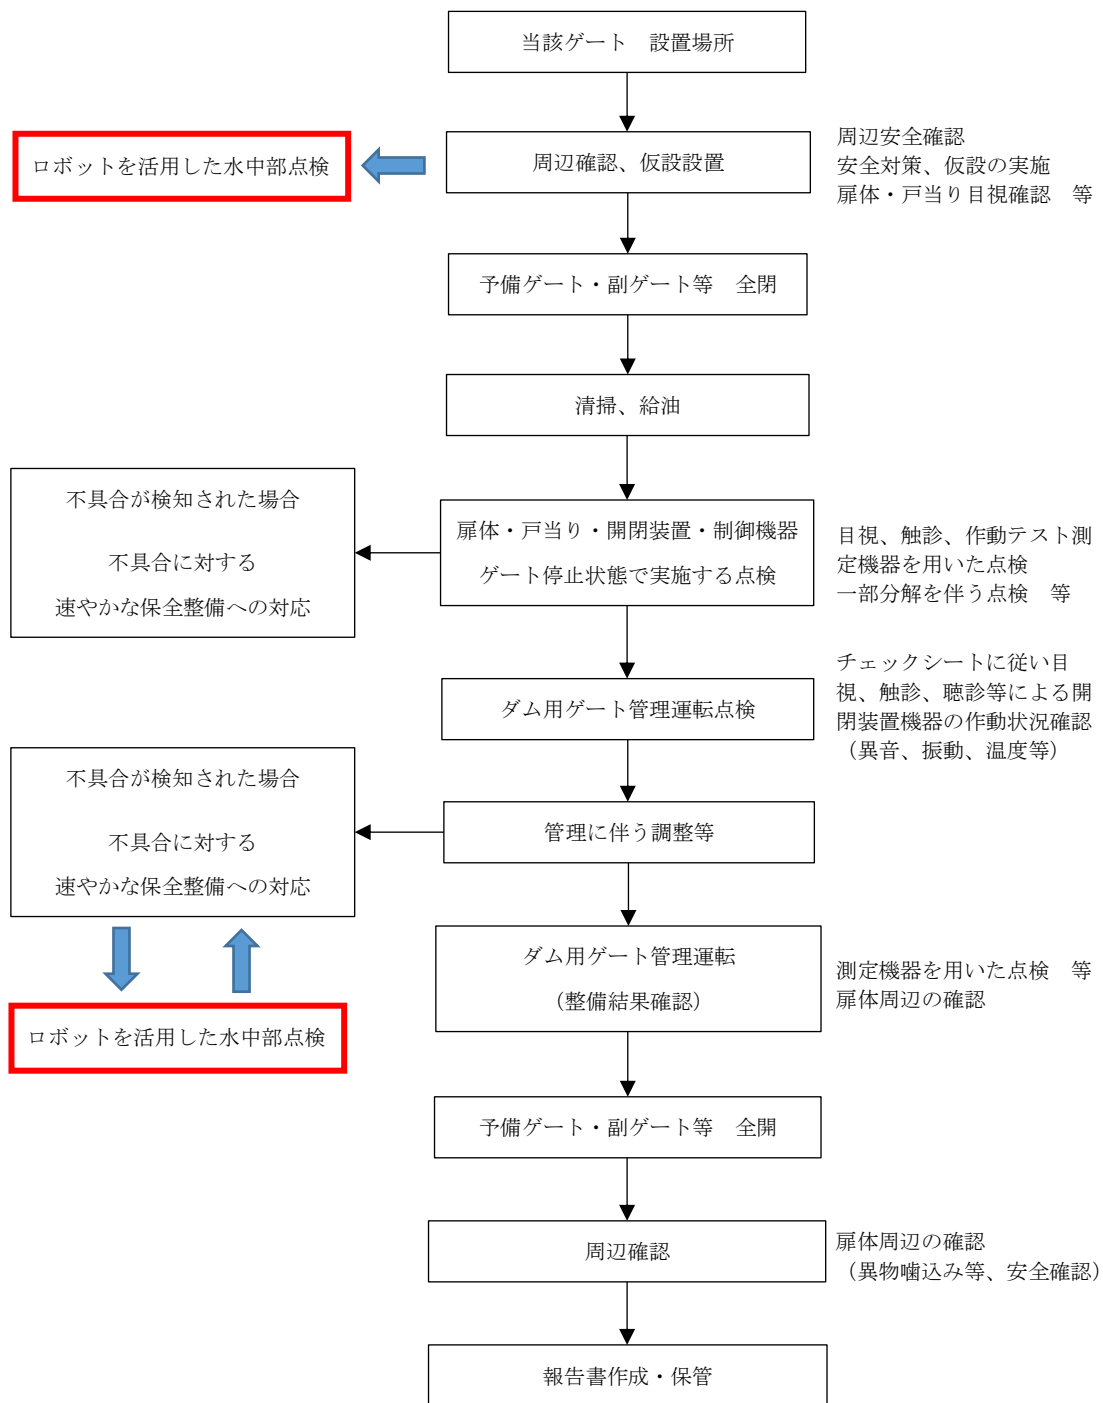 当該ゲート　設置場所
ロボットを活用した水中部点検
周辺確認、仮設設置
周辺安全確認
安全対策、仮設の実施
扉体・戸当り目視確認　等
予備ゲート・副ゲート等　全閉
清掃、給油
不具合が検知された場合
不具合に対する
速やかな保全整備への対応
扉体・戸当り・開閉装置・制御機器
ゲート停止状態で実施する点検
目視、触診、作動テスト測
定機器を用いた点検
一部分解を伴う点検　等
ダム用ゲート管理運転点検
チェックシートに従い目
視、触診、聴診等による開
閉装置機器の作動状況確認
（異音、振動、温度等）
不具合が検知された場合
不具合に対する
速やかな保全整備への対応
管理に伴う調整等
ロボットを活用した水中部点検
ダム用ゲート管理運転
（整備結果確認）
測定機器を用いた点検　等
扉体周辺の確認
予備ゲート・副ゲート等　全開
周辺確認
扉体周辺の確認
（異物噛込み等、安全確認）
報告書作成・保管